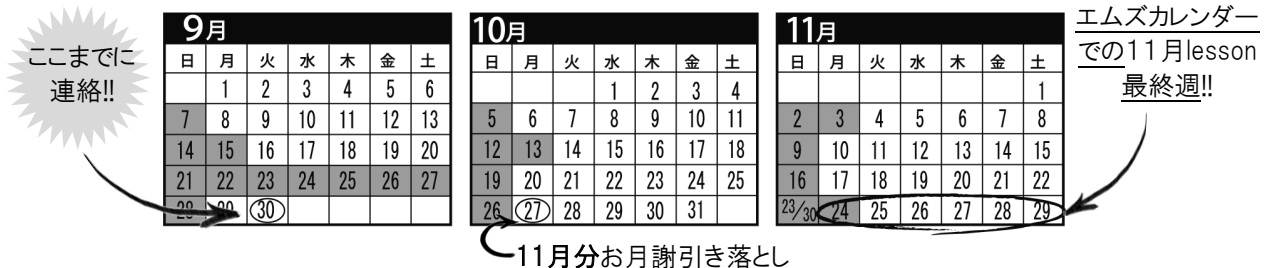 ここまでに
連絡!!
9月
日 月 火 水 木 金 土
1 2 3 4 5 6
7 8 9 10 11 12 13
14 15 16 17 18 19 20
21 22 23 24 25 26 27
28 29 30
10月
日 月 火 水 木 金 土
1 2 3 4
5 6 7 8 9 10 11
12 13 14 15 16 17 18
19 20 21 22 23 24 25
26 27 28 29 30 31
11月分お月謝引き落とし
11月
日 月 火 水 木 金 土
1
2 3 4 5 6 7 8
9 10 11 12 13 14 15
16 17 18 19 20 21 22
23/30 24 25 26 27 28 29
エムズカレンダー
での11月lesson
最終週!!